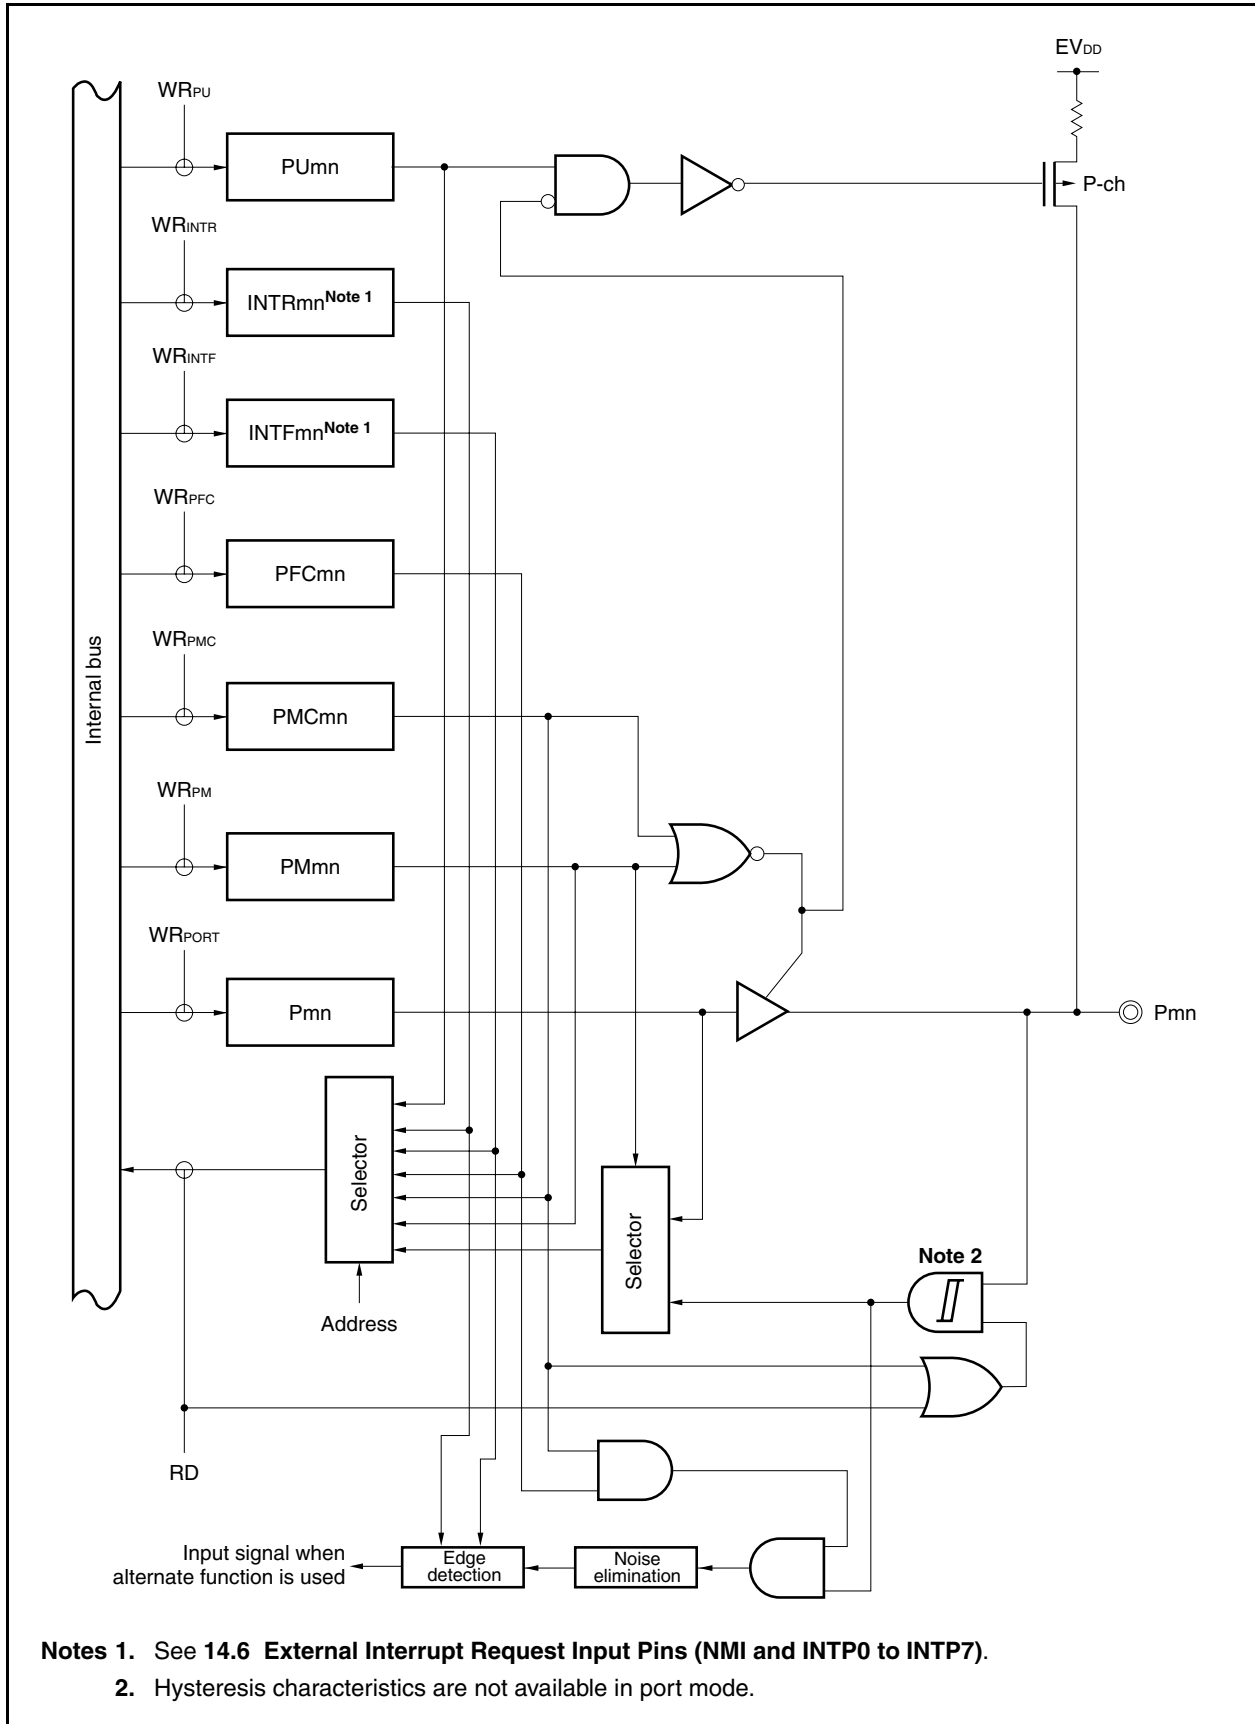 EVDD
WRPU
PUmn
P-ch
WRINTR
INTRmnNote 1
WRINTF
INTFmnNote 1
WRPFC
PFCmn
WRPMC
PMCmn
Internal bus
WRPM
PMmn
WRPORT
Pmn
Pmn
Selector
Selector
Note 2
Address
RD
Input signal when
alternate function is used
Edge
detection
Noise
elimination
Notes 1. See 14.6 External Interrupt Request Input Pins (NMI and INTP0 to INTP7).
2. Hysteresis characteristics are not available in port mode.